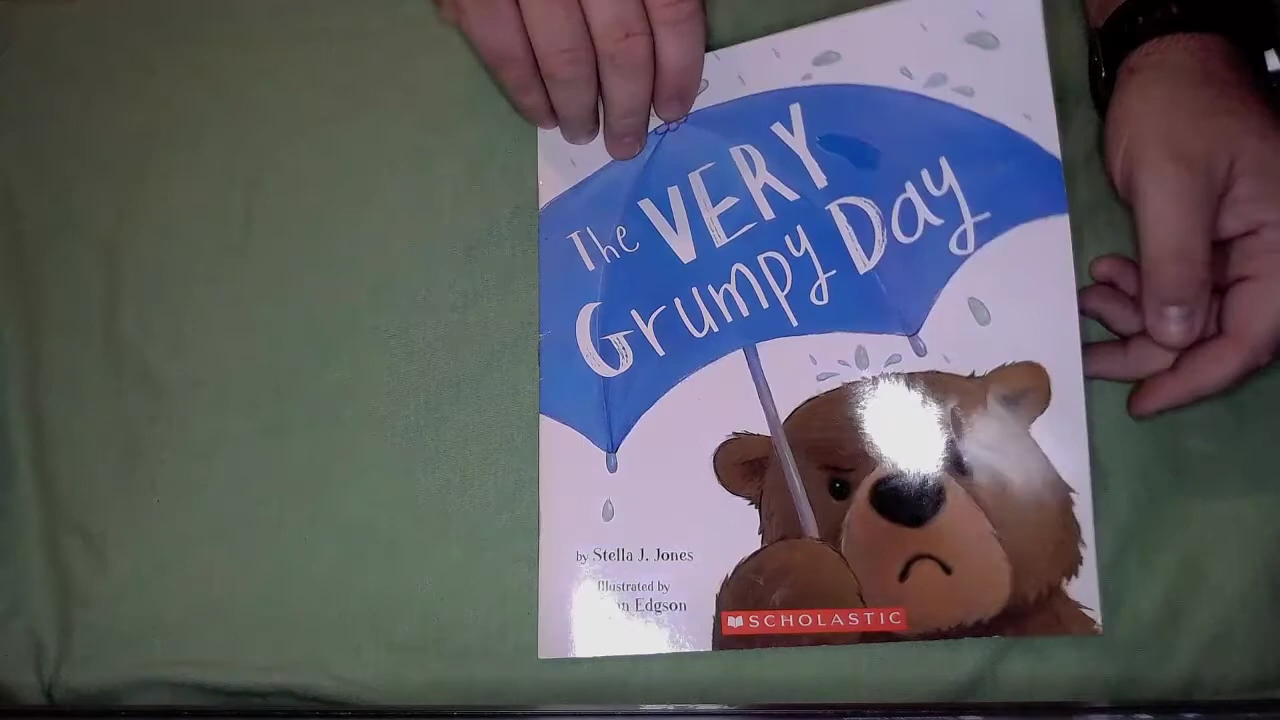 The VERY
Grumpy Day
by Stella J. Jones
Illustrated by
Edgson
SCHOLASTIC